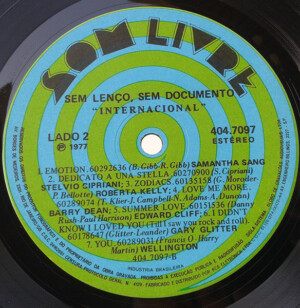 SOM LIVRE
SEM LENÇO, SEM DOCUMENTO
"INTERNACIONAL"
LADO 2
℗ 1977
404.7097
ESTÉREO
1.EMOTION. 60292636 (B.Gibb-R.Gibb) SAMANTHA SANG
2. DEDICATO A UNA STELLA. 60270900 (S. Cipriani)
STELVIO CIPRIANI; 3. ZODIACS. 60135158 (G. Moroder-
P. Bellotte) ROBERTA KELLY; 4. LOVE ME MORE.
60289074 (T. Klier-J. Campbell-N. Adams-A. Duncan)
BARRY DEAN; 5. SUMMER LOVE. 60151515 (Danny
Rush-Paul Harrison) EDWARD CLIFF; 6. I DIDN'T
KNOW I LOVED YOU (Till I saw you rock and roll).
60178647 (Glitter-Leander) GARY GLITTER
7. YOU. 60289031 (Francis O.-Harry
Martin) WELLINGTON
404.7097-B
INDÚSTRIA BRASILEIRA